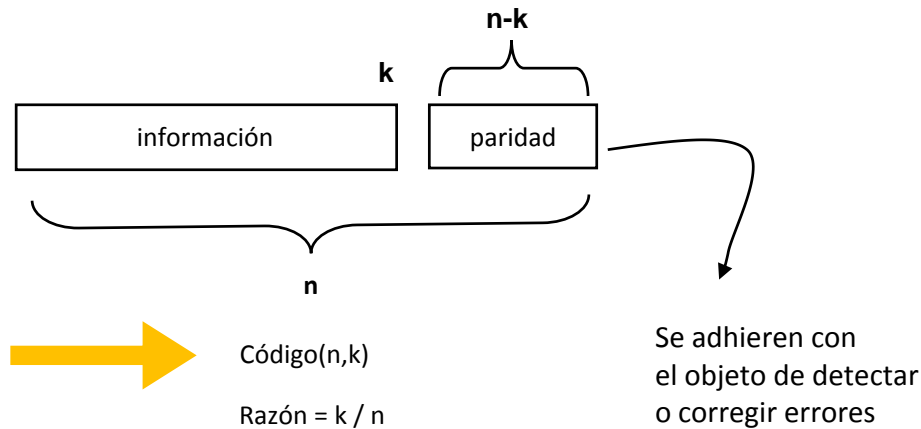 n-k
k
información
paridad
n
Código(n,k)
Razón = k / n
Se adhieren con
el objeto de detectar
o corregir errores